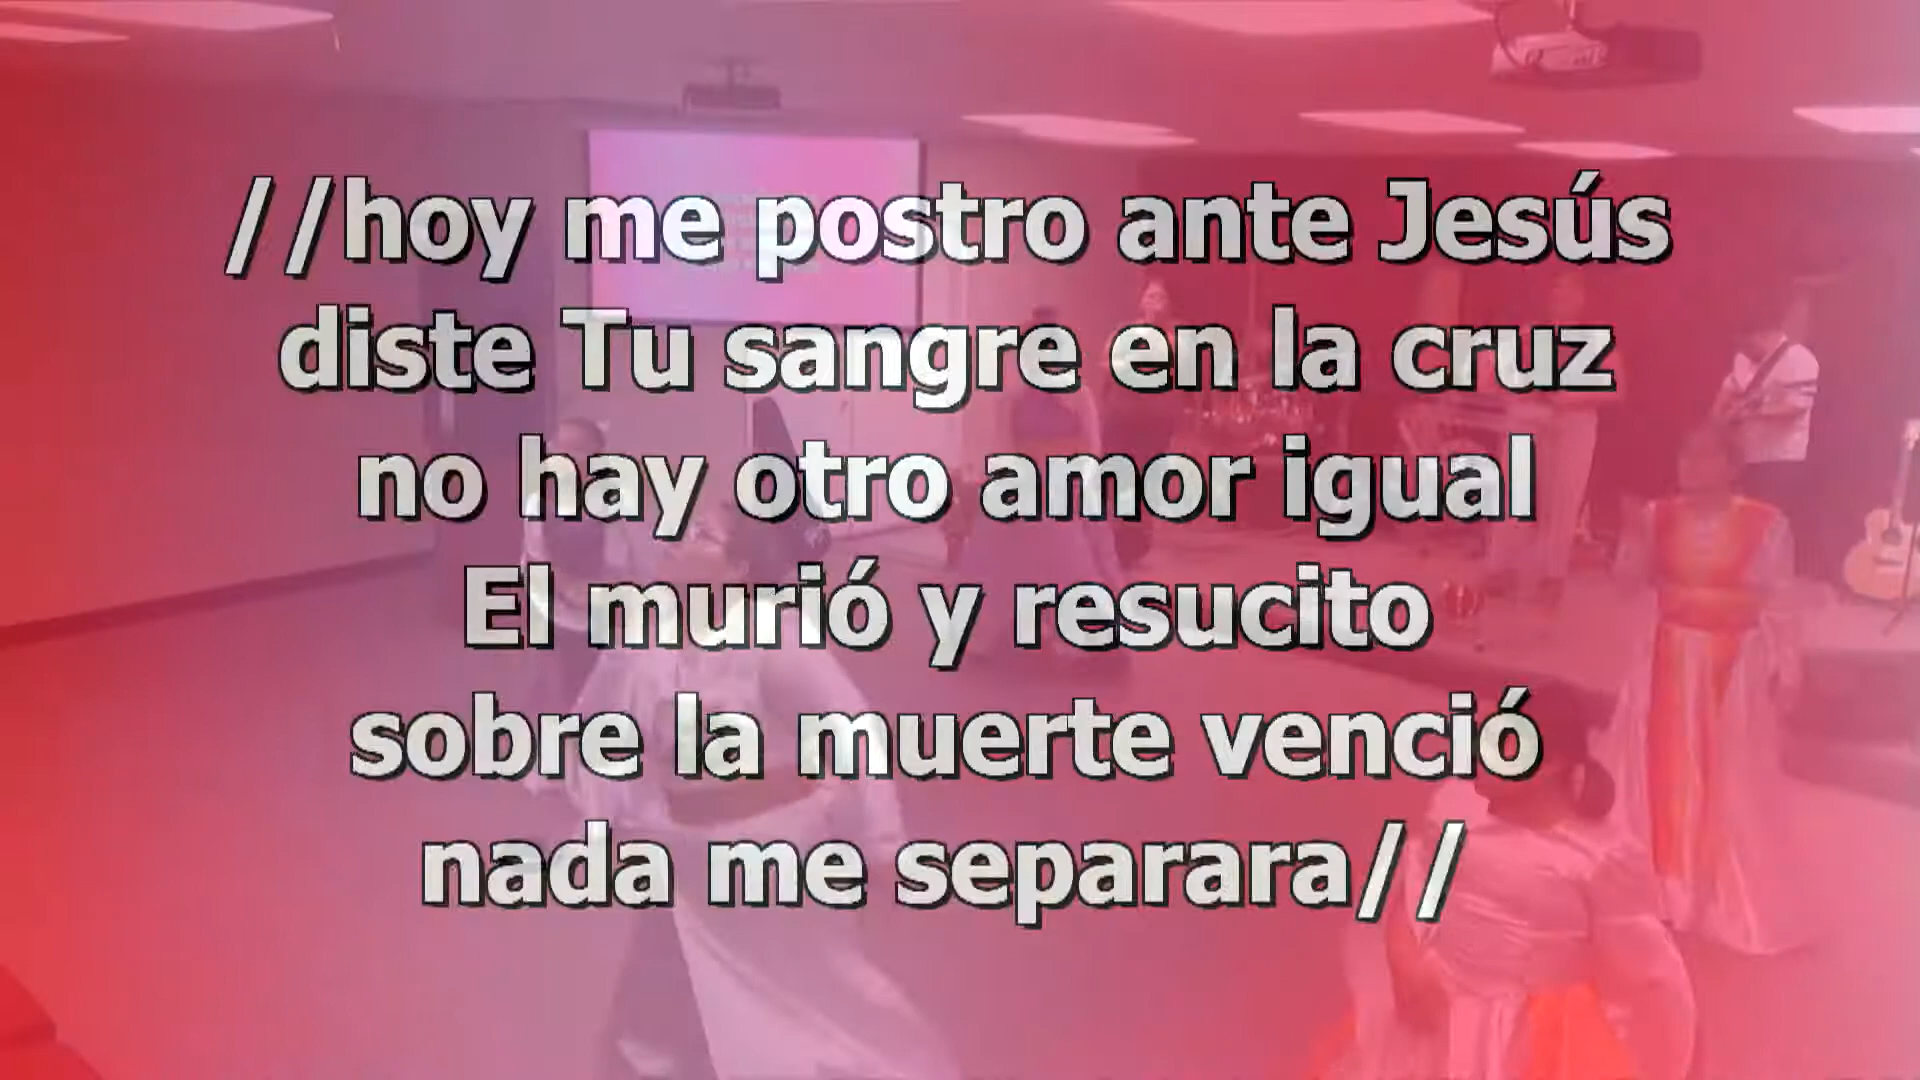 //hoy me postro ante Jesús
diste Tu sangre en la cruz
no hay otro amor igual
El murió y resucito
sobre la muerte venció
nada me separara//